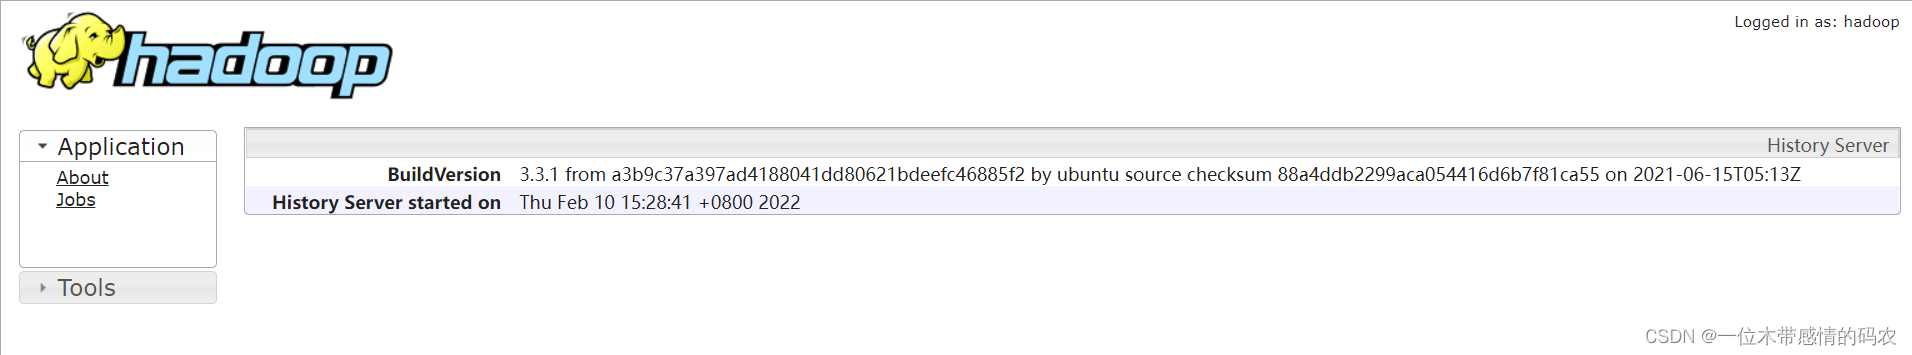 Logged in as: hadoop
hadoop
Application
About
Jobs
Tools
History Server
BuildVersion 3.3.1 from a3b9c37a397ad4188041dd80621bdeefc46885f2 by ubuntu source checksum 88a4ddb2299aca054416d6b7f81ca55 on 2021-06-15T05:13Z
History Server started on Thu Feb 10 15:28:41 +0800 2022
CSDN @一位木带感情的码农